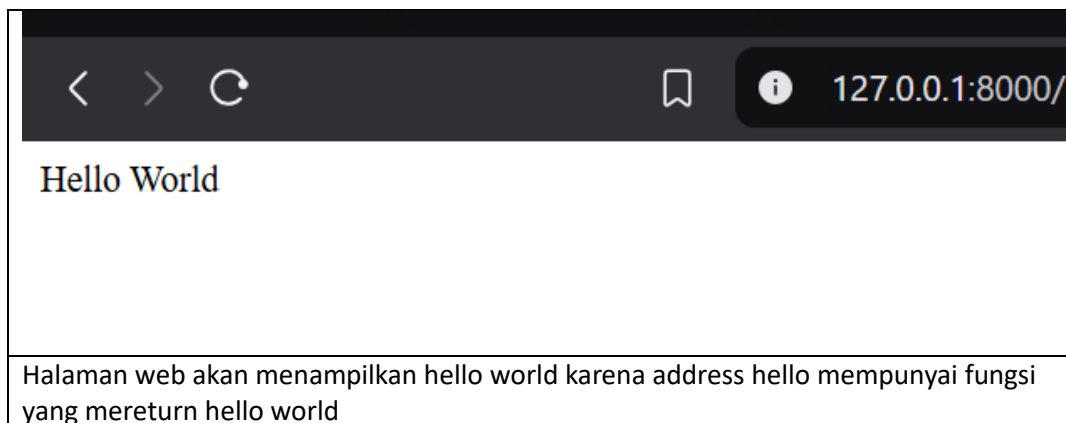 127.0.0.1:8000/
Hello World
Halaman web akan menampilkan hello world karena address hello mempunyai fungsi
yang mereturn hello world